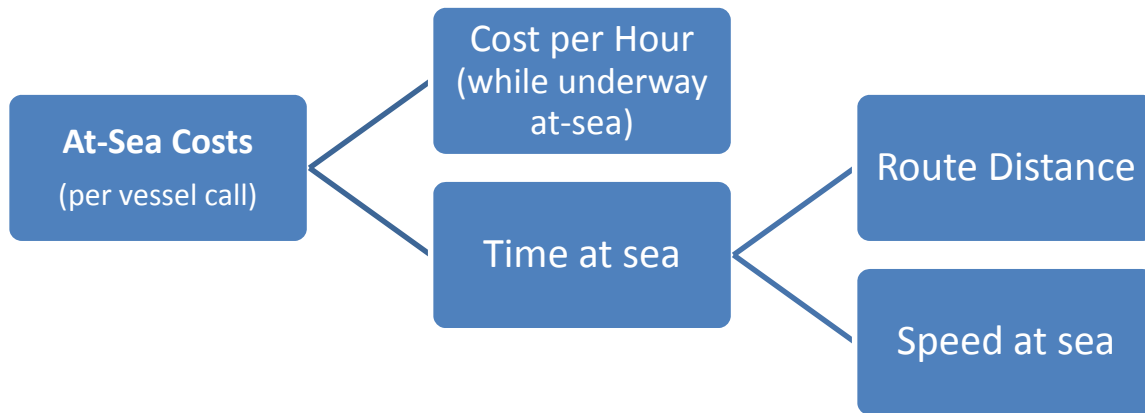 At-Sea Costs
(per vessel call)
Cost per Hour
(while underway
at-sea)
Time at sea
Route Distance
Speed at sea